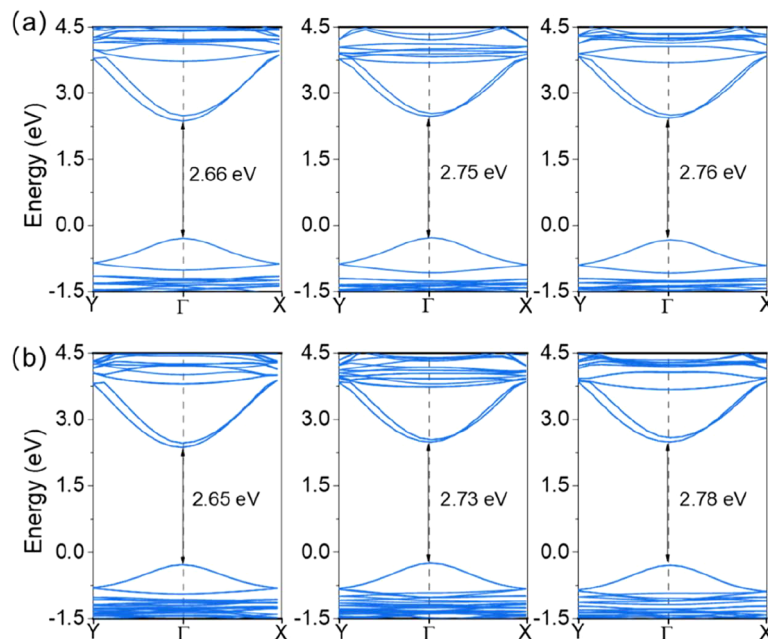 (a)
Energy (eV)
4.5
3.0
1.5
0.0
-1.5
2.66 eV
Y Γ X
4.5
3.0
1.5
0.0
-1.5
2.75 eV
Y Γ X
4.5
3.0
1.5
0.0
-1.5
2.76 eV
Y Γ X
(b)
Energy (eV)
4.5
3.0
1.5
0.0
-1.5
2.65 eV
Y Γ X
4.5
3.0
1.5
0.0
-1.5
2.73 eV
Y Γ X
4.5
3.0
1.5
0.0
-1.5
2.78 eV
Y Γ X